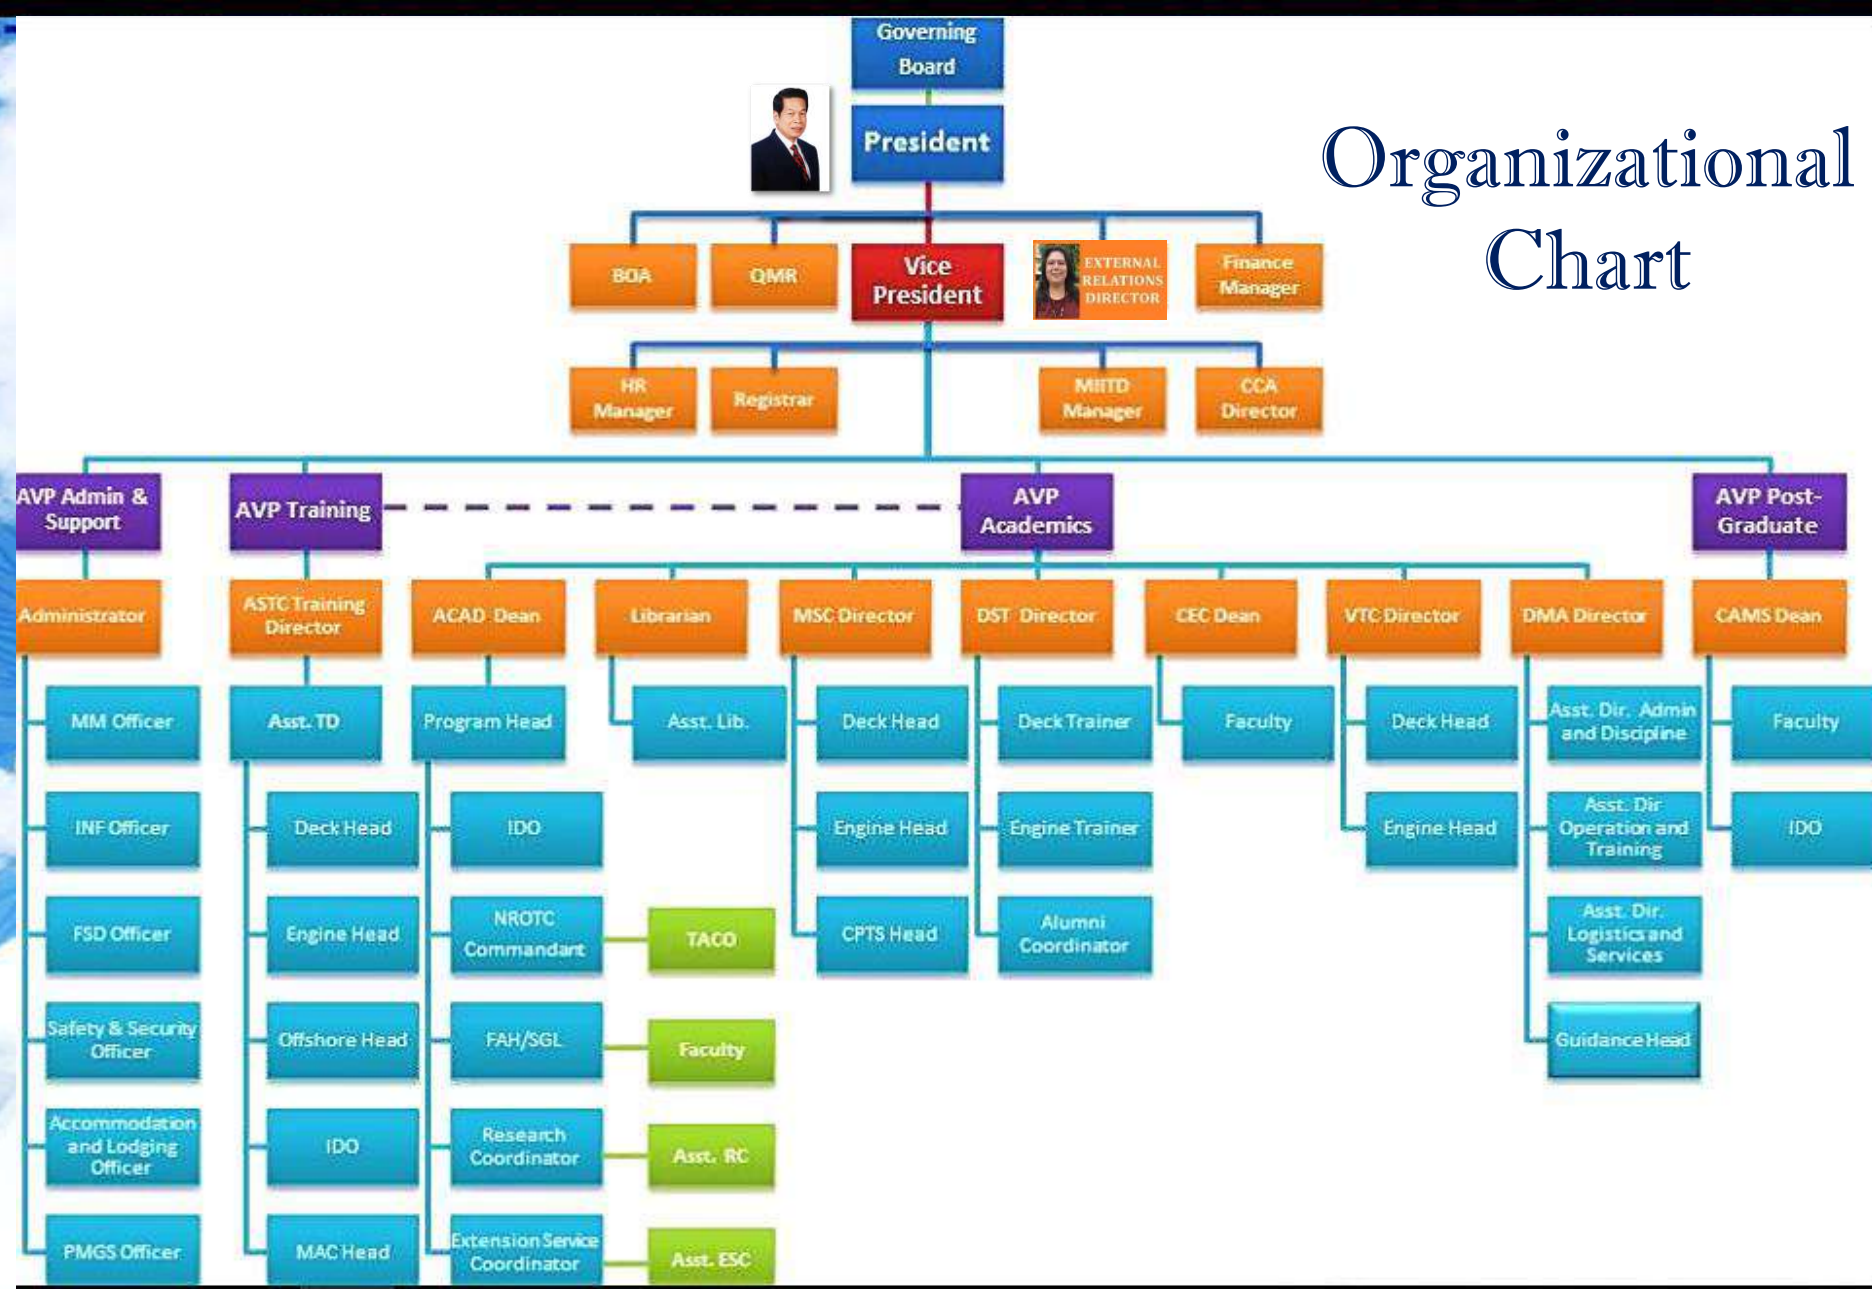 Governing
Board
President
Organizational
Chart
BOA
QMR
Vice
President
EXTERNAL
RELATIONS
DIRECTOR
Finance
Manager
HR
Manager
Registrar
MIITD
Manager
CCA
Director
AVP Admin &
Support
AVP Training
AVP
Academics
AVP Post-
Graduate
Administrator
ASTC Training
Director
ACAD Dean
Librarian
MSC Director
DST Director
CEC Dean
VTC Director
DMA Director
CAMS Dean
MM Officer
Asst. TD
Program Head
Asst. Lib.
Deck Head
Deck Trainer
Faculty
Deck Head
Asst. Dir. Admin
and Discipline
Faculty
INF Officer
Deck Head
IDO
Engine Head
Engine Trainer
Engine Head
Asst. Dir
Operation and
Training
IDO
FSD Officer
Engine Head
NROTC
Commandant
TACO
CPTS Head
Alumni
Coordinator
Asst. Dir.
Logistics and
Services
Safety & Security
Officer
Offshore Head
FAH/SGL
Faculty
Guidance Head
Accommodation
and Lodging
Officer
IDO
Research
Coordinator
Asst. RC
PMGS Officer
MAC Head
Extension Service
Coordinator
Asst. ESC